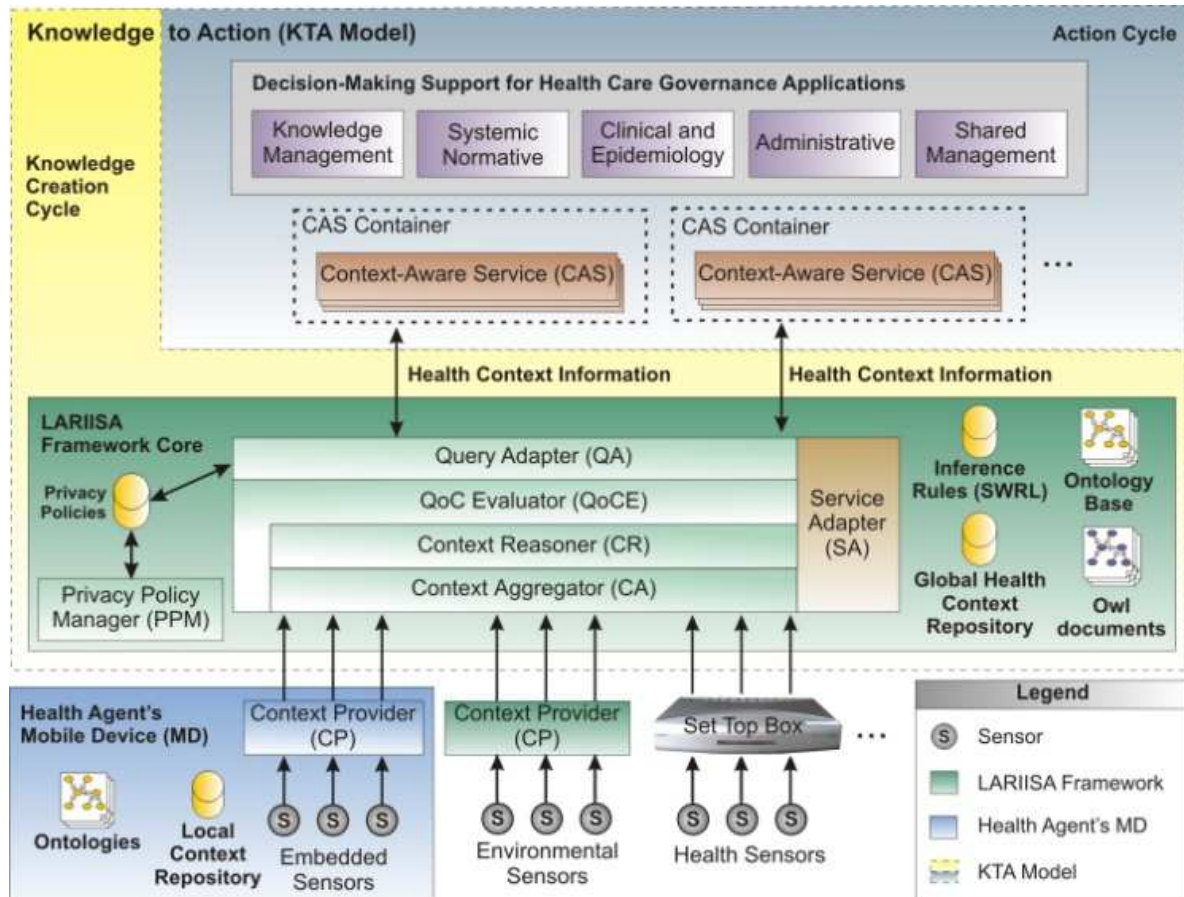 Knowledge to Action (KTA Model)
Action Cycle
Decision-Making Support for Health Care Governance Applications
Knowledge
Management
Systemic
Normative
Clinical and
Epidemiology
Administrative
Shared
Management
Knowledge
Creation
Cycle
CAS Container
Context-Aware Service (CAS)
CAS Container
Context-Aware Service (CAS)
...
Health Context Information
Health Context Information
LARIISA
Framework Core
Privacy
Policies
Privacy Policy
Manager (PPM)
Query Adapter (QA)
QoC Evaluator (QoCE)
Context Reasoner (CR)
Context Aggregator (CA)
Service
Adapter
(SA)
Inference
Rules (SWRL)
Ontology
Base
Global Health
Context
Repository
Owl
documents
Health Agent's
Mobile Device (MD)
Context Provider
(CP)
Context Provider
(CP)
Set Top Box
...
Ontologies
Local
Context
Repository
S S S
Embedded
Sensors
S S S
Environmental
Sensors
S S S
Health Sensors
Legend
S Sensor
LARIISA Framework
Health Agent's MD
KTA Model